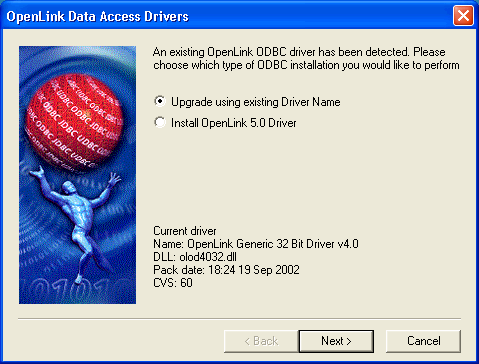 OpenLink Data Access Drivers
An existing OpenLink ODBC driver has been detected. Please
choose which type of ODBC installation you would like to perform
Upgrade using existing Driver Name
Install OpenLink 5.0 Driver
Current driver
Name: OpenLink Generic 32 Bit Driver v4.0
DLL: olod4032.dll
Pack date: 18:24 19 Sep 2002
CVS: 60
< Back
Next >
Cancel